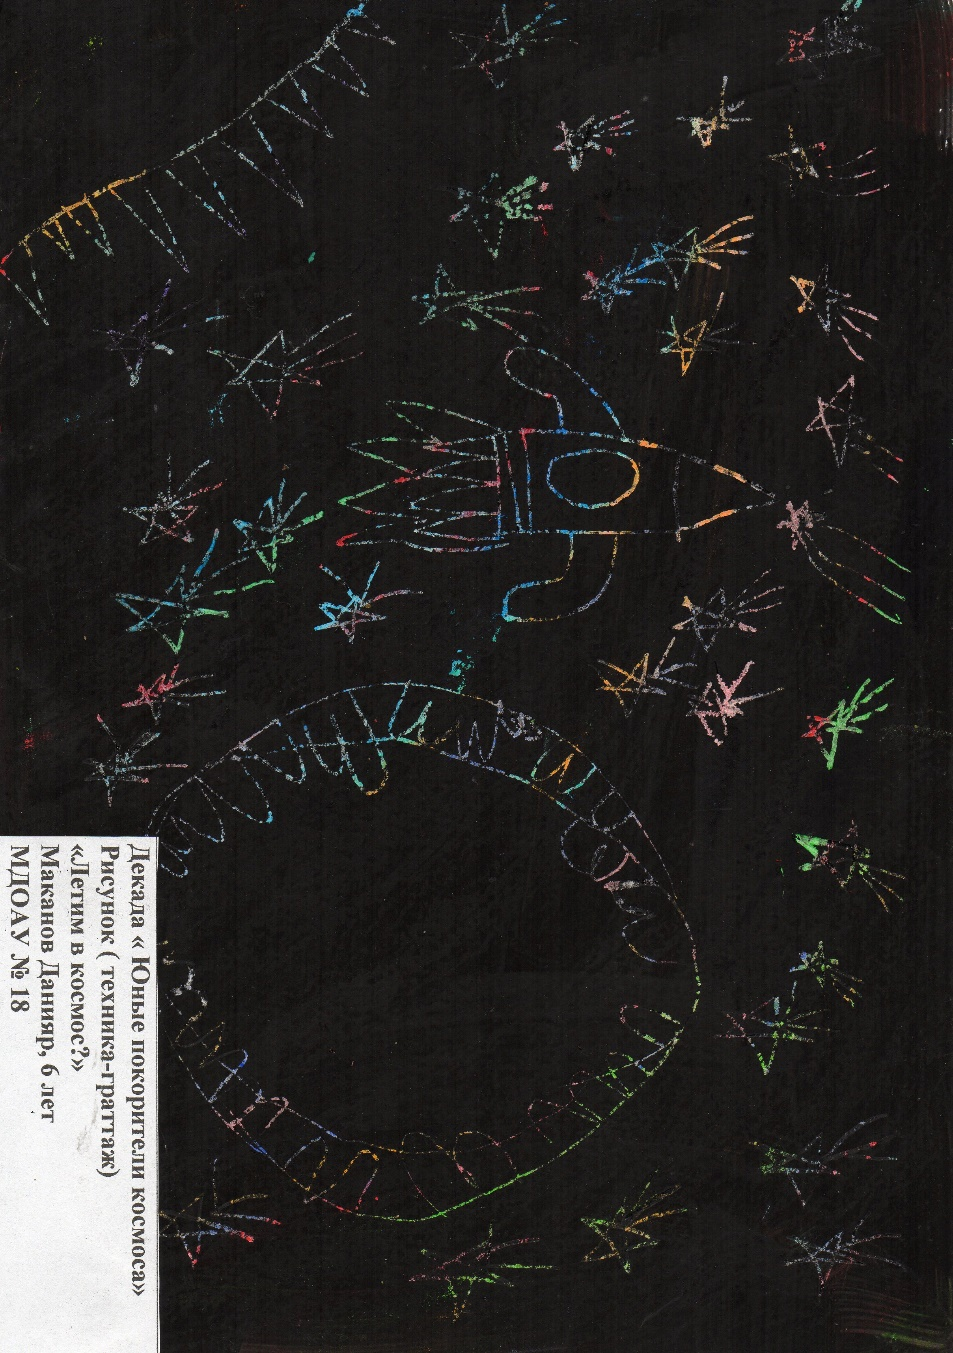 Декада « Юные покорители космоса»
Рисунок ( техника-граттаж)
«Летим в космос?»
Маканов Данияр, 6 лет
МДОАУ № 18